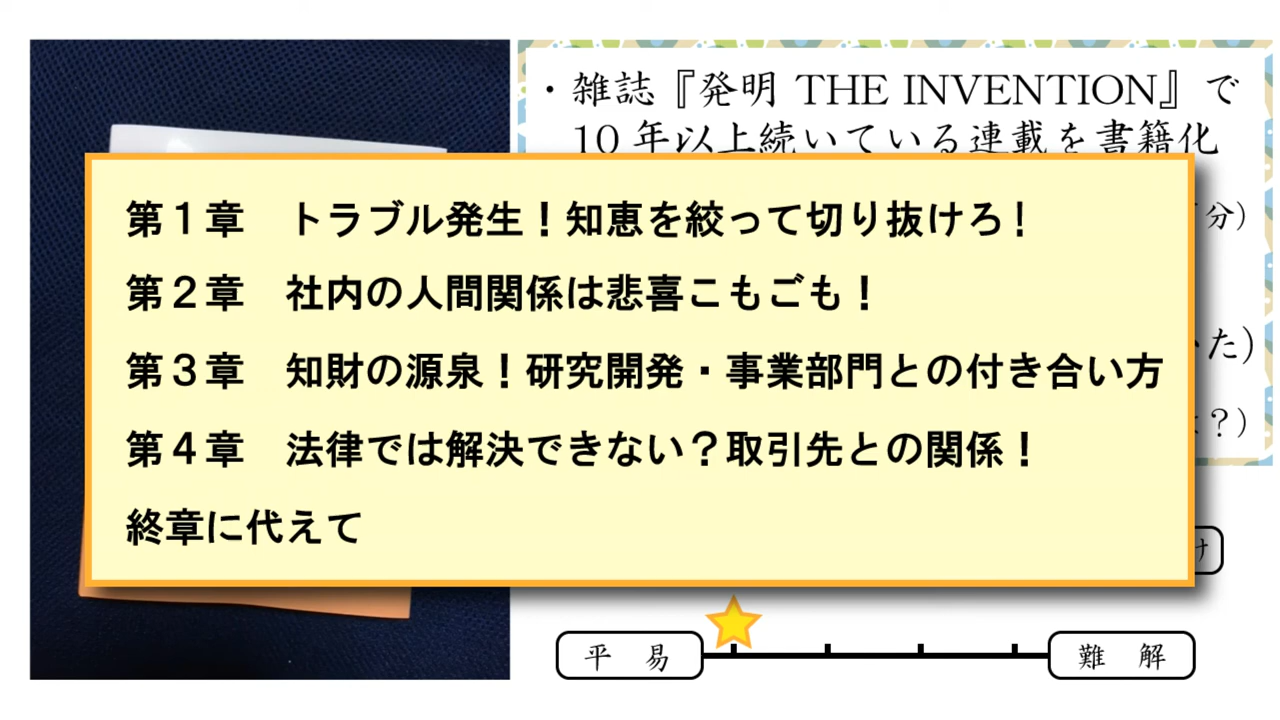 ・雑誌『発明 THE INVENTION』で
10 年以上続いている連載を書籍化
分）
第１章　トラブル発生！知恵を絞って切り抜けろ！
第２章　社内の人間関係は悲喜こもごも！
第３章　知財の源泉！研究開発・事業部門との付き合い方
た)
第４章　法律では解決できない？取引先との関係！
？）
終章に代えて
け
平　易
難　解